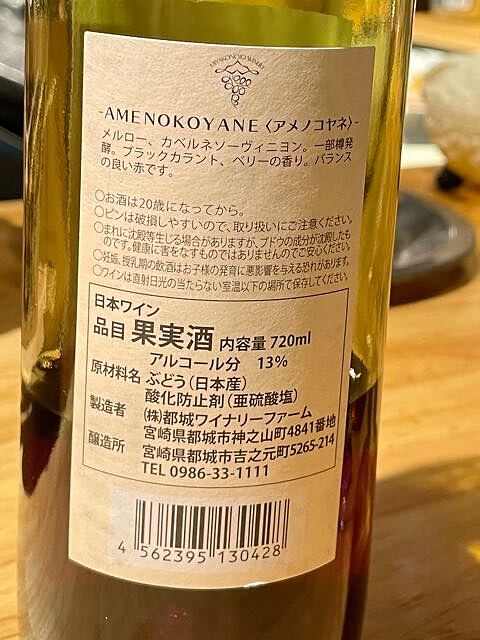 MIYAKONOJO WINERY
-AMENOKOYANE〈アメノコヤネ〉-
メルロー、カベルネソーヴィニヨン。一部樽発
酵。ブラックカラント、ベリーの香り。バランス
の良い赤です。
○お酒は20歳になってから。
○ビンは破損しやすいので、取り扱いにご注意ください。
○まれに沈殿等生じる場合がありますが、ブドウの成分が沈殿したも
のです。健康に害をなすものではありませんのでご安心ください。
○妊娠、授乳期の飲酒はお子様の発育に悪影響を与える恐れがあります。
○ワインは直射日光の当たらない室温以下の場所で保存してください。
日本ワイン
品目 果実酒 内容量 720ml
アルコール分 13%
原材料名 ぶどう(日本産)
酸化防止剤(亜硫酸塩)
製造者 (株)都城ワイナリーファーム
宮崎県都城市神之山町4841番地
醸造所 宮崎県都城市吉之元町5265-214
TEL 0986-33-1111
4 562395 130428